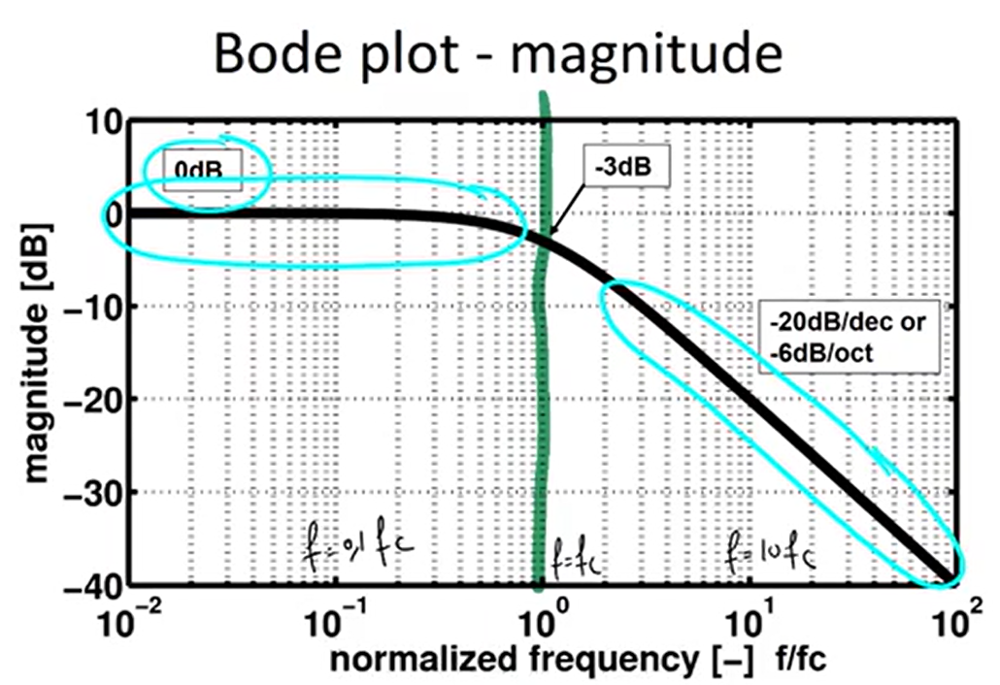 Bode plot - magnitude
10
0dB
-3dB
0
magnitude [dB]
−10
-20dB/dec or
-6dB/oct
−20
−30
f=0,1 fc
f=fc
f=10fc
−40
10⁻² 10⁻¹ 10⁰ 10¹ 10²
normalized frequency [−] f/fc